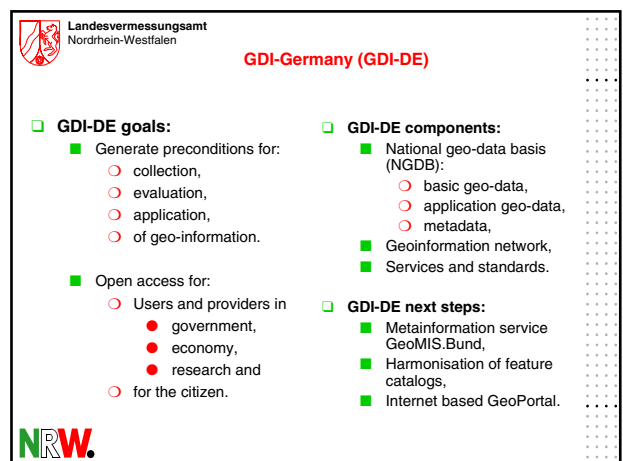 Landesvermessungsamt
Nordrhein-Westfalen
GDI-Germany (GDI-DE)
GDI-DE goals:
Generate preconditions for:
collection,
evaluation,
application,
of geo-information.
Open access for:
Users and providers in
government,
economy,
research and
for the citizen.
GDI-DE components:
National geo-data basis
(NGDB):
basic geo-data,
application geo-data,
metadata,
Geoinformation network,
Services and standards.
GDI-DE next steps:
Metainformation service
GeoMIS.Bund,
Harmonisation of feature
catalogs,
Internet based GeoPortal.
NRW.